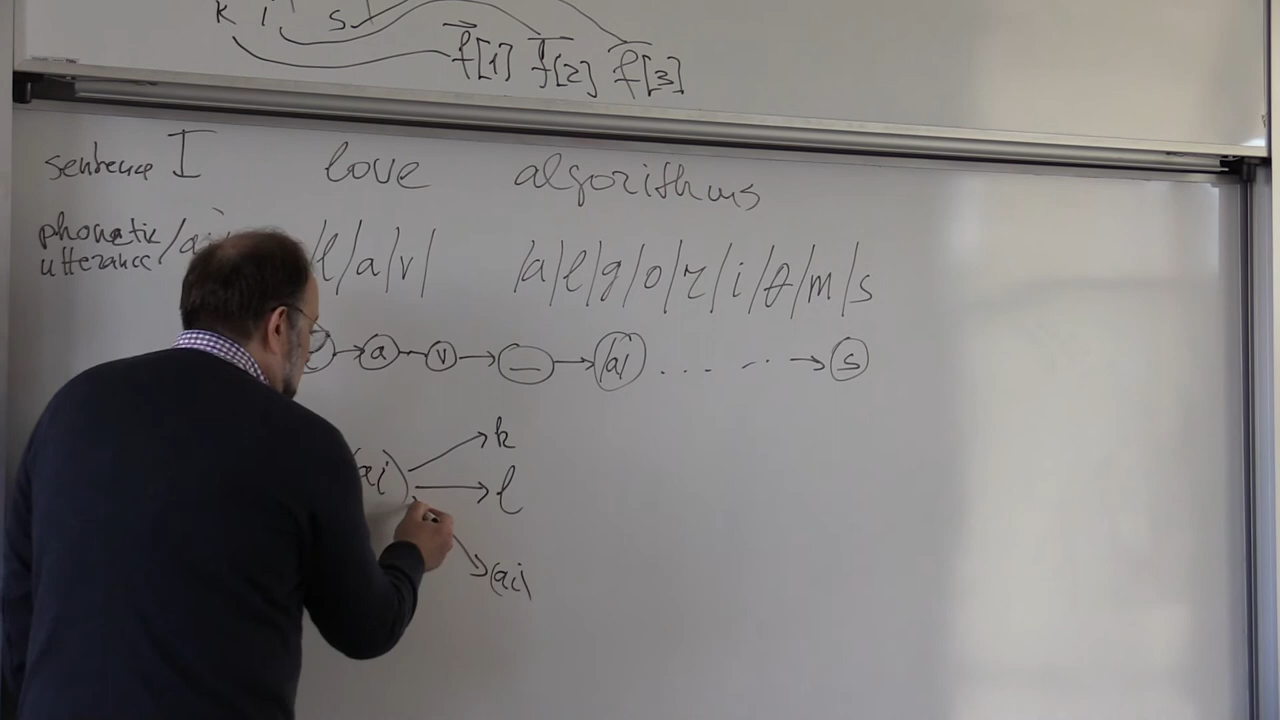 k i s
f[1] f[2] f[3]
sentence I love algorithms
phonetic /ai
utterance
/l/a/v/ /a/l/g/o/r/i/θ/m/s
a v _ /a/ . . . . . s
k
(ai) l
(ai)